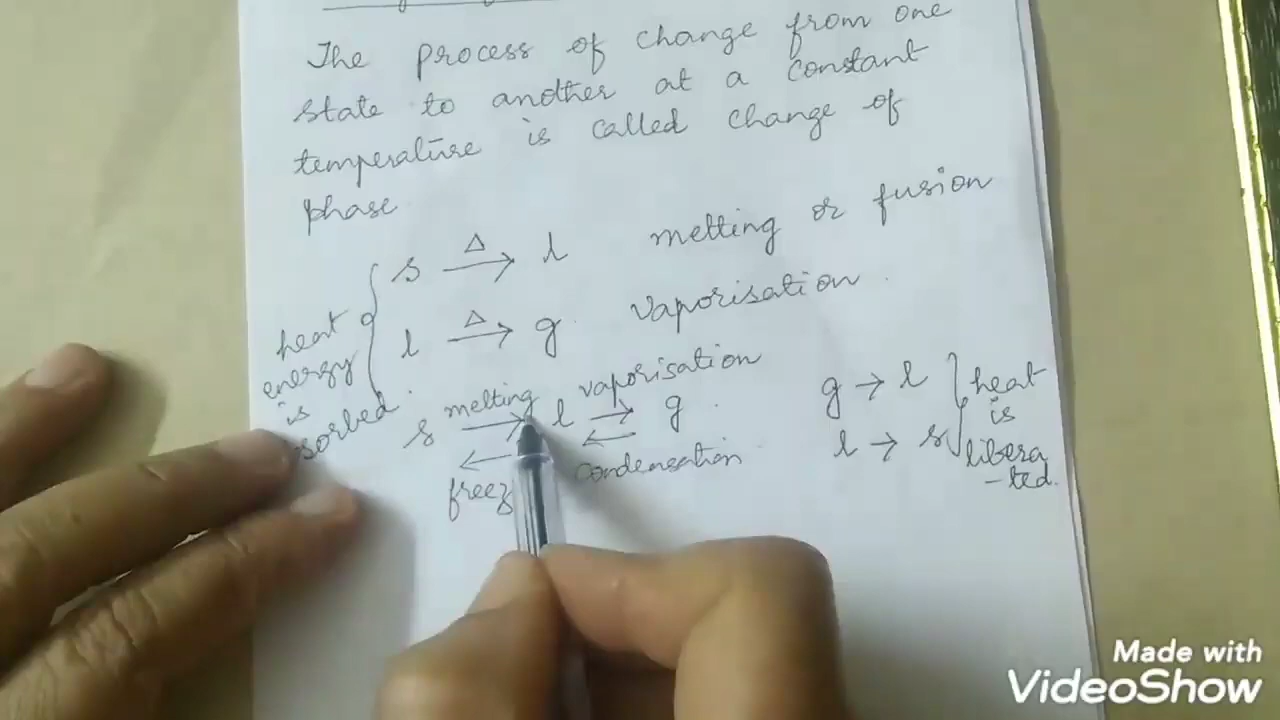 The process of change from one
state to another at a constant
temperature is called change of
phase
s Δ→ l melting or fusion
l Δ→ g vaporisation
heat
energy
is
s melting → l vaporisation → g
← ← condensation
g → l
l → s
heat
is
libera
-ted.
Made with
VideoShow